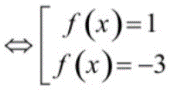 ⇔ [ f(x)=1
f(x)=−3